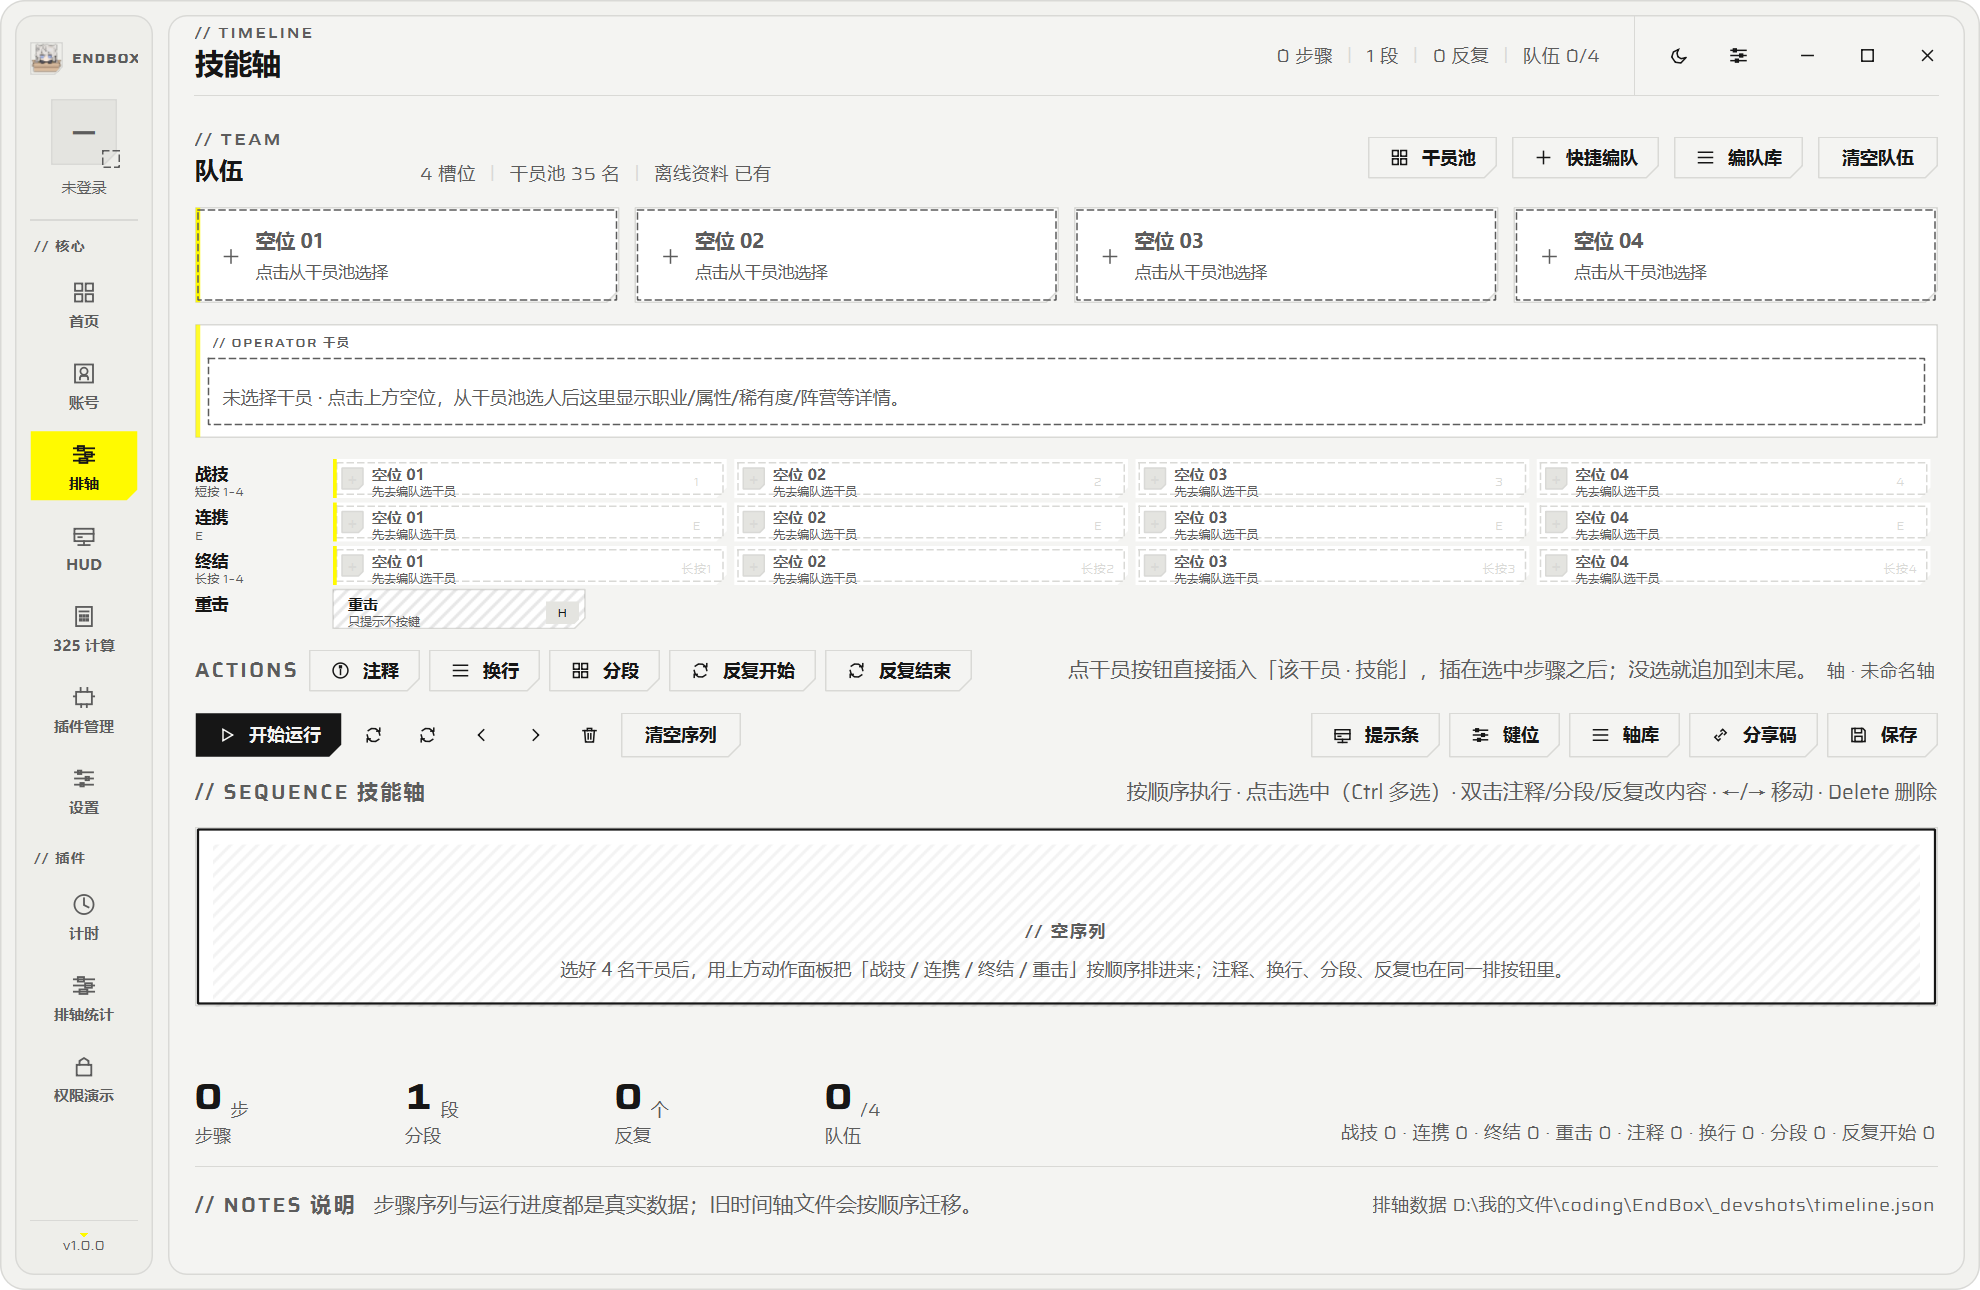 ENDBOX
未登录
// 核心
首页
账号
排轴
HUD
325 计算
插件管理
设置
// 插件
计时
排轴统计
权限演示
v1.0.0
// TIMELINE
技能轴
0 步骤
1 段
0 反复
队伍 0/4
// TEAM
队伍
4 槽位
干员池 35 名
离线资料 已有
干员池
快捷编队
编队库
清空队伍
空位 01
点击从干员池选择
空位 02
点击从干员池选择
空位 03
点击从干员池选择
空位 04
点击从干员池选择
// OPERATOR 干员
未选择干员 · 点击上方空位，从干员池选人后这里显示职业/属性/稀有度/阵营等详情。
战技
短按 1-4
空位 01
先去编队选干员
1
空位 02
先去编队选干员
2
空位 03
先去编队选干员
3
空位 04
先去编队选干员
4
连携
E
空位 01
先去编队选干员
E
空位 02
先去编队选干员
E
空位 03
先去编队选干员
E
空位 04
先去编队选干员
E
终结
长按 1-4
空位 01
先去编队选干员
长按1
空位 02
先去编队选干员
长按2
空位 03
先去编队选干员
长按3
空位 04
先去编队选干员
长按4
重击
重击
只提示不按键
H
ACTIONS
注释
换行
分段
反复开始
反复结束
点干员按钮直接插入「该干员 · 技能」，插在选中步骤之后；没选就追加到末尾。
轴 · 未命名轴
开始运行
清空序列
提示条
键位
轴库
分享码
保存
// SEQUENCE 技能轴
按顺序执行 · 点击选中（Ctrl 多选）· 双击注释/分段/反复改内容 · ←/→ 移动 · Delete 删除
// 空序列
选好 4 名干员后，用上方动作面板把「战技 / 连携 / 终结 / 重击」按顺序排进来；注释、换行、分段、反复也在同一排按钮里。
0 步
步骤
1 段
分段
0 个
反复
0 /4
队伍
战技 0 · 连携 0 · 终结 0 · 重击 0 · 注释 0 · 换行 0 · 分段 0 · 反复开始 0
// NOTES 说明
步骤序列与运行进度都是真实数据；旧时间轴文件会按顺序迁移。
排轴数据 D:\我的文件\coding\EndBox\_devshots\timeline.json